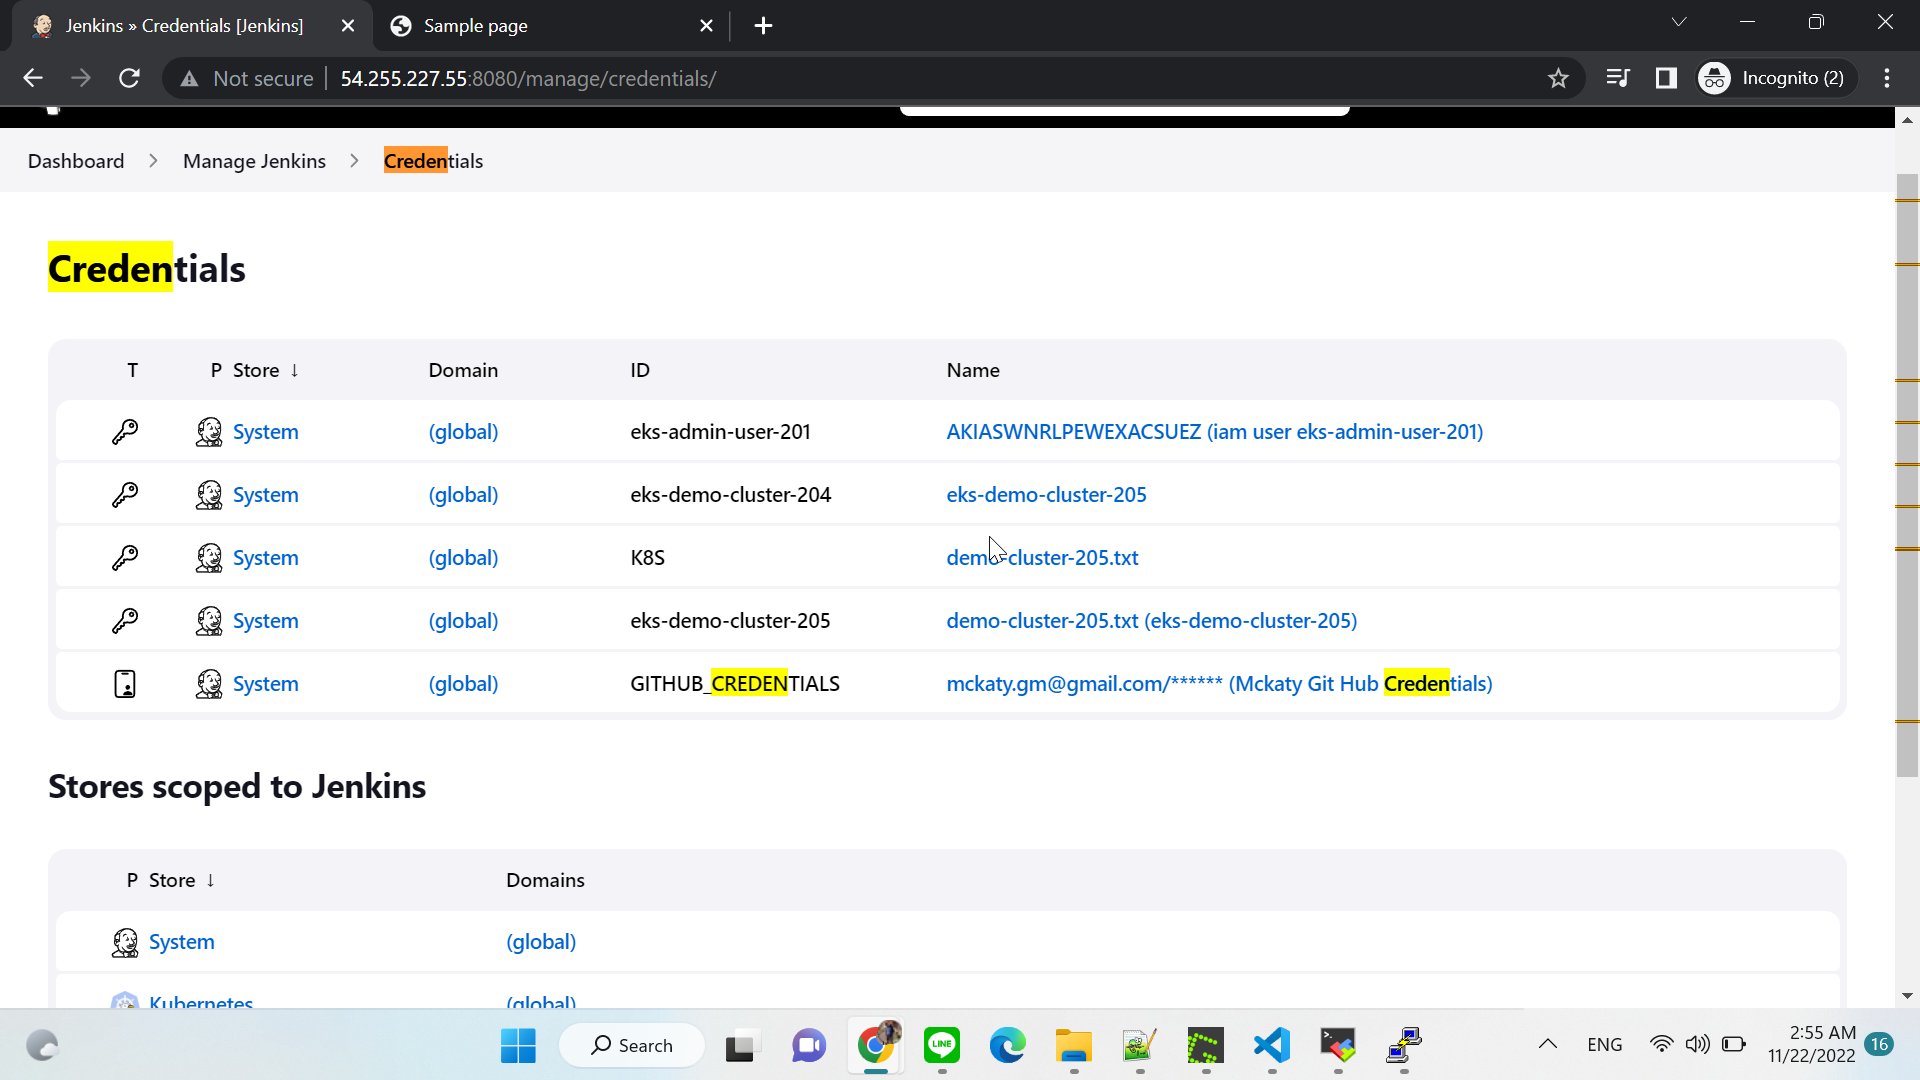 Jenkins » Credentials [Jenkins]
Sample page
Not secure
54.255.227.55:8080/manage/credentials/
Incognito (2)
Dashboard > Manage Jenkins > Credentials
Credentials
T P Store ↓ Domain ID Name
System (global) eks-admin-user-201 AKIASWNRLPEWEXACSUEZ (iam user eks-admin-user-201)
System (global) eks-demo-cluster-204 eks-demo-cluster-205
System (global) K8S demo-cluster-205.txt
System (global) eks-demo-cluster-205 demo-cluster-205.txt (eks-demo-cluster-205)
System (global) GITHUB_CREDENTIALS mckaty.gm@gmail.com/****** (Mckaty Git Hub Credentials)
Stores scoped to Jenkins
P Store ↓ Domains
System (global)
Kubernetes (global)
Search
LINE
ENG
2:55 AM
11/22/2022
16